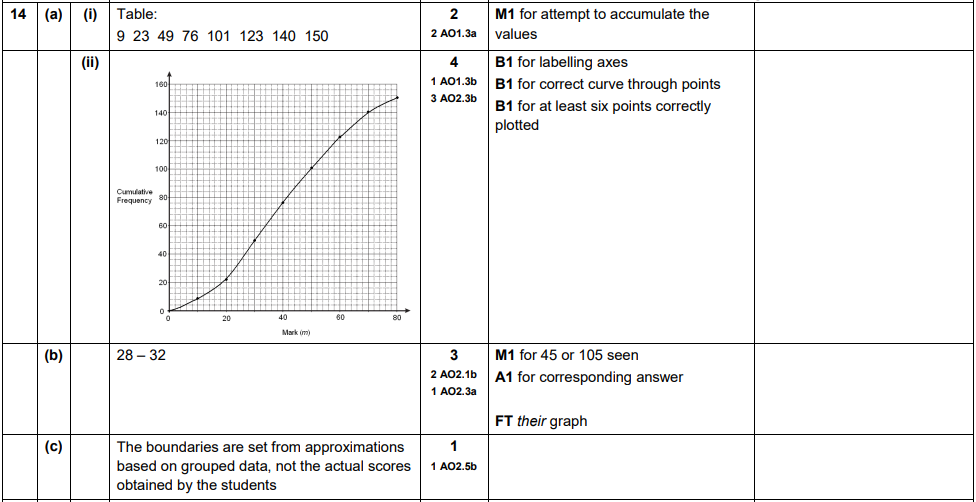 14 (a) (i) Table: 2 M1 for attempt to accumulate the
9 23 49 76 101 123 140 150 2 AO1.3a values
(ii) 4 B1 for labelling axes
1 AO1.3b B1 for correct curve through points
3 AO2.3b B1 for at least six points correctly
plotted
160
140
120
100
Cumulative
Frequency 80
60
40
20
0
0 20 40 60 80
Mark (m)
(b) 28 – 32 3 M1 for 45 or 105 seen
2 AO2.1b A1 for corresponding answer
1 AO2.3a
FT their graph
(c) The boundaries are set from approximations 1
based on grouped data, not the actual scores 1 AO2.5b
obtained by the students